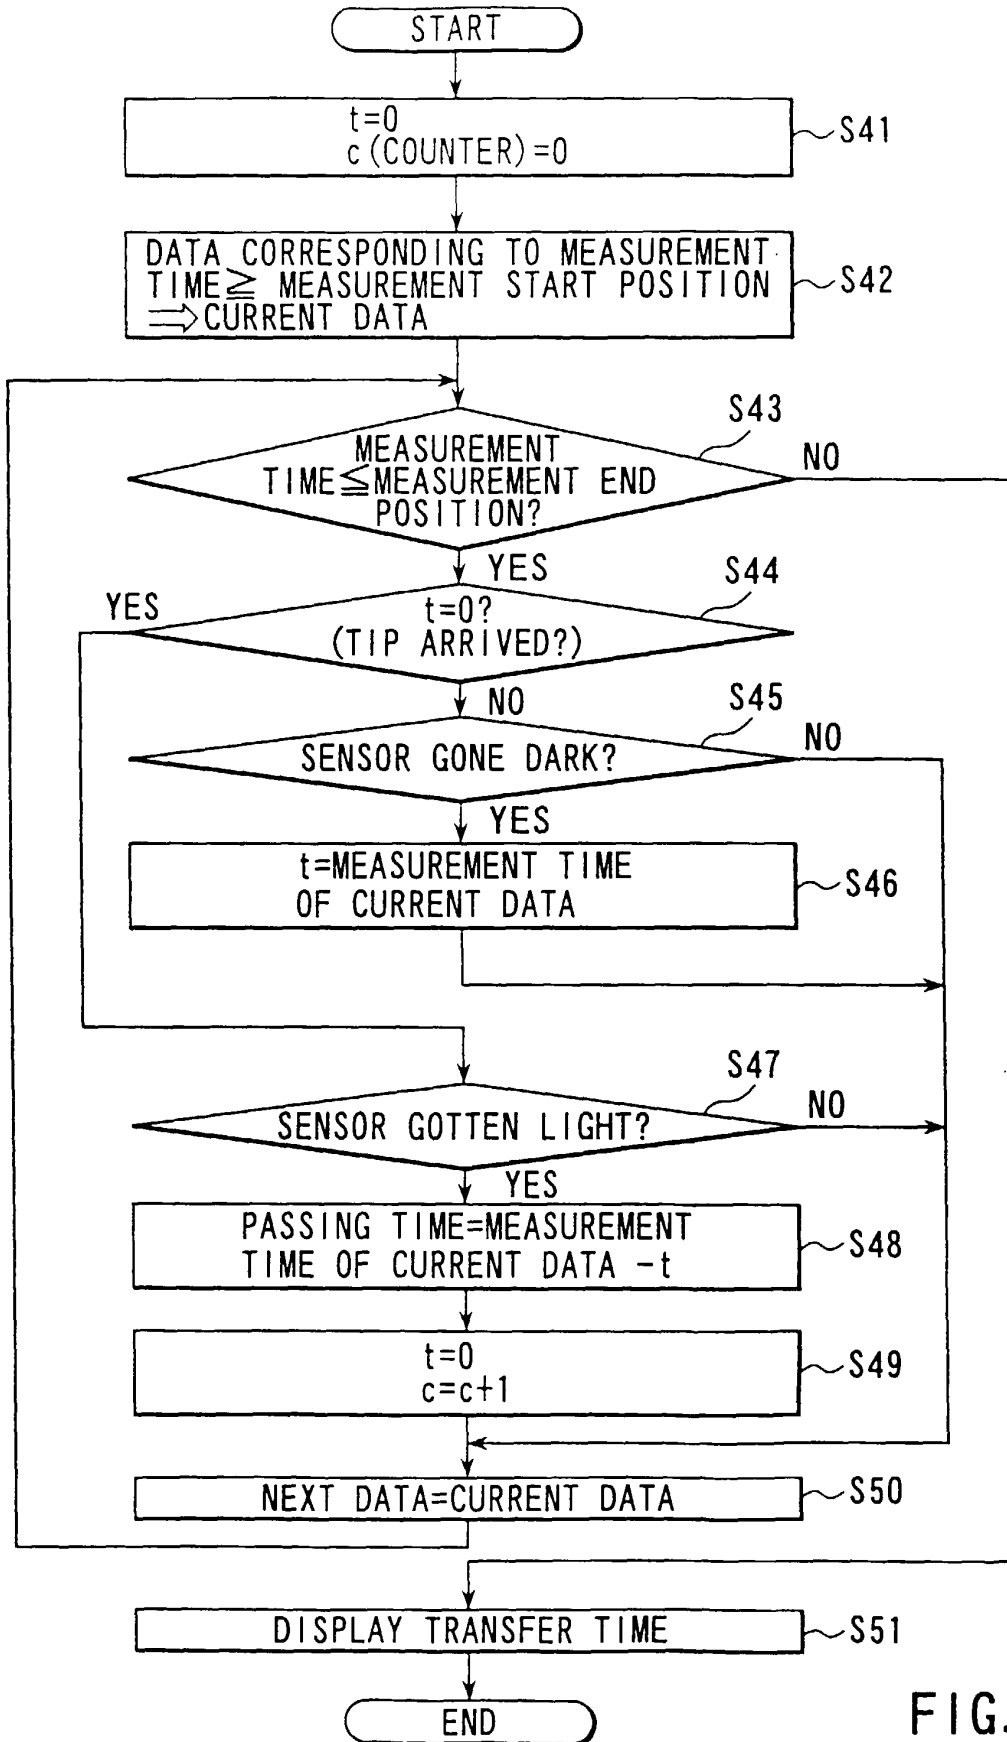 START
t=0
c(COUNTER)=0
S41
DATA CORRESPONDING TO MEASUREMENT
TIME≧ MEASUREMENT START POSITION
⇒CURRENT DATA
S42
S43
MEASUREMENT
TIME≦MEASUREMENT END
POSITION?
NO
YES
S44
YES
t=0?
(TIP ARRIVED?)
NO
S45
SENSOR GONE DARK?
NO
YES
t=MEASUREMENT TIME
OF CURRENT DATA
S46
S47
SENSOR GOTTEN LIGHT?
NO
YES
PASSING TIME=MEASUREMENT
TIME OF CURRENT DATA -t
S48
t=0
c=c+1
S49
NEXT DATA=CURRENT DATA
S50
DISPLAY TRANSFER TIME
S51
END
FIG.